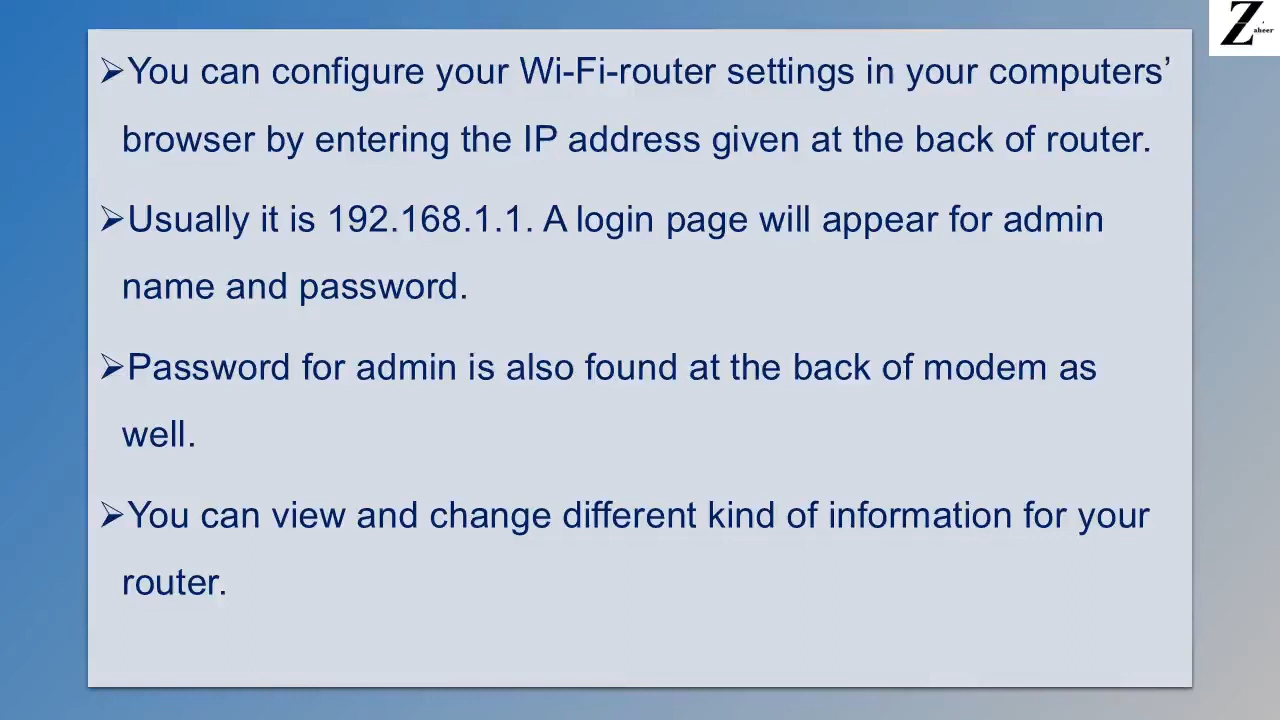 Zaheer
➢You can configure your Wi-Fi-router settings in your computers’
browser by entering the IP address given at the back of router.
➢Usually it is 192.168.1.1. A login page will appear for admin
name and password.
➢Password for admin is also found at the back of modem as
well.
➢You can view and change different kind of information for your
router.